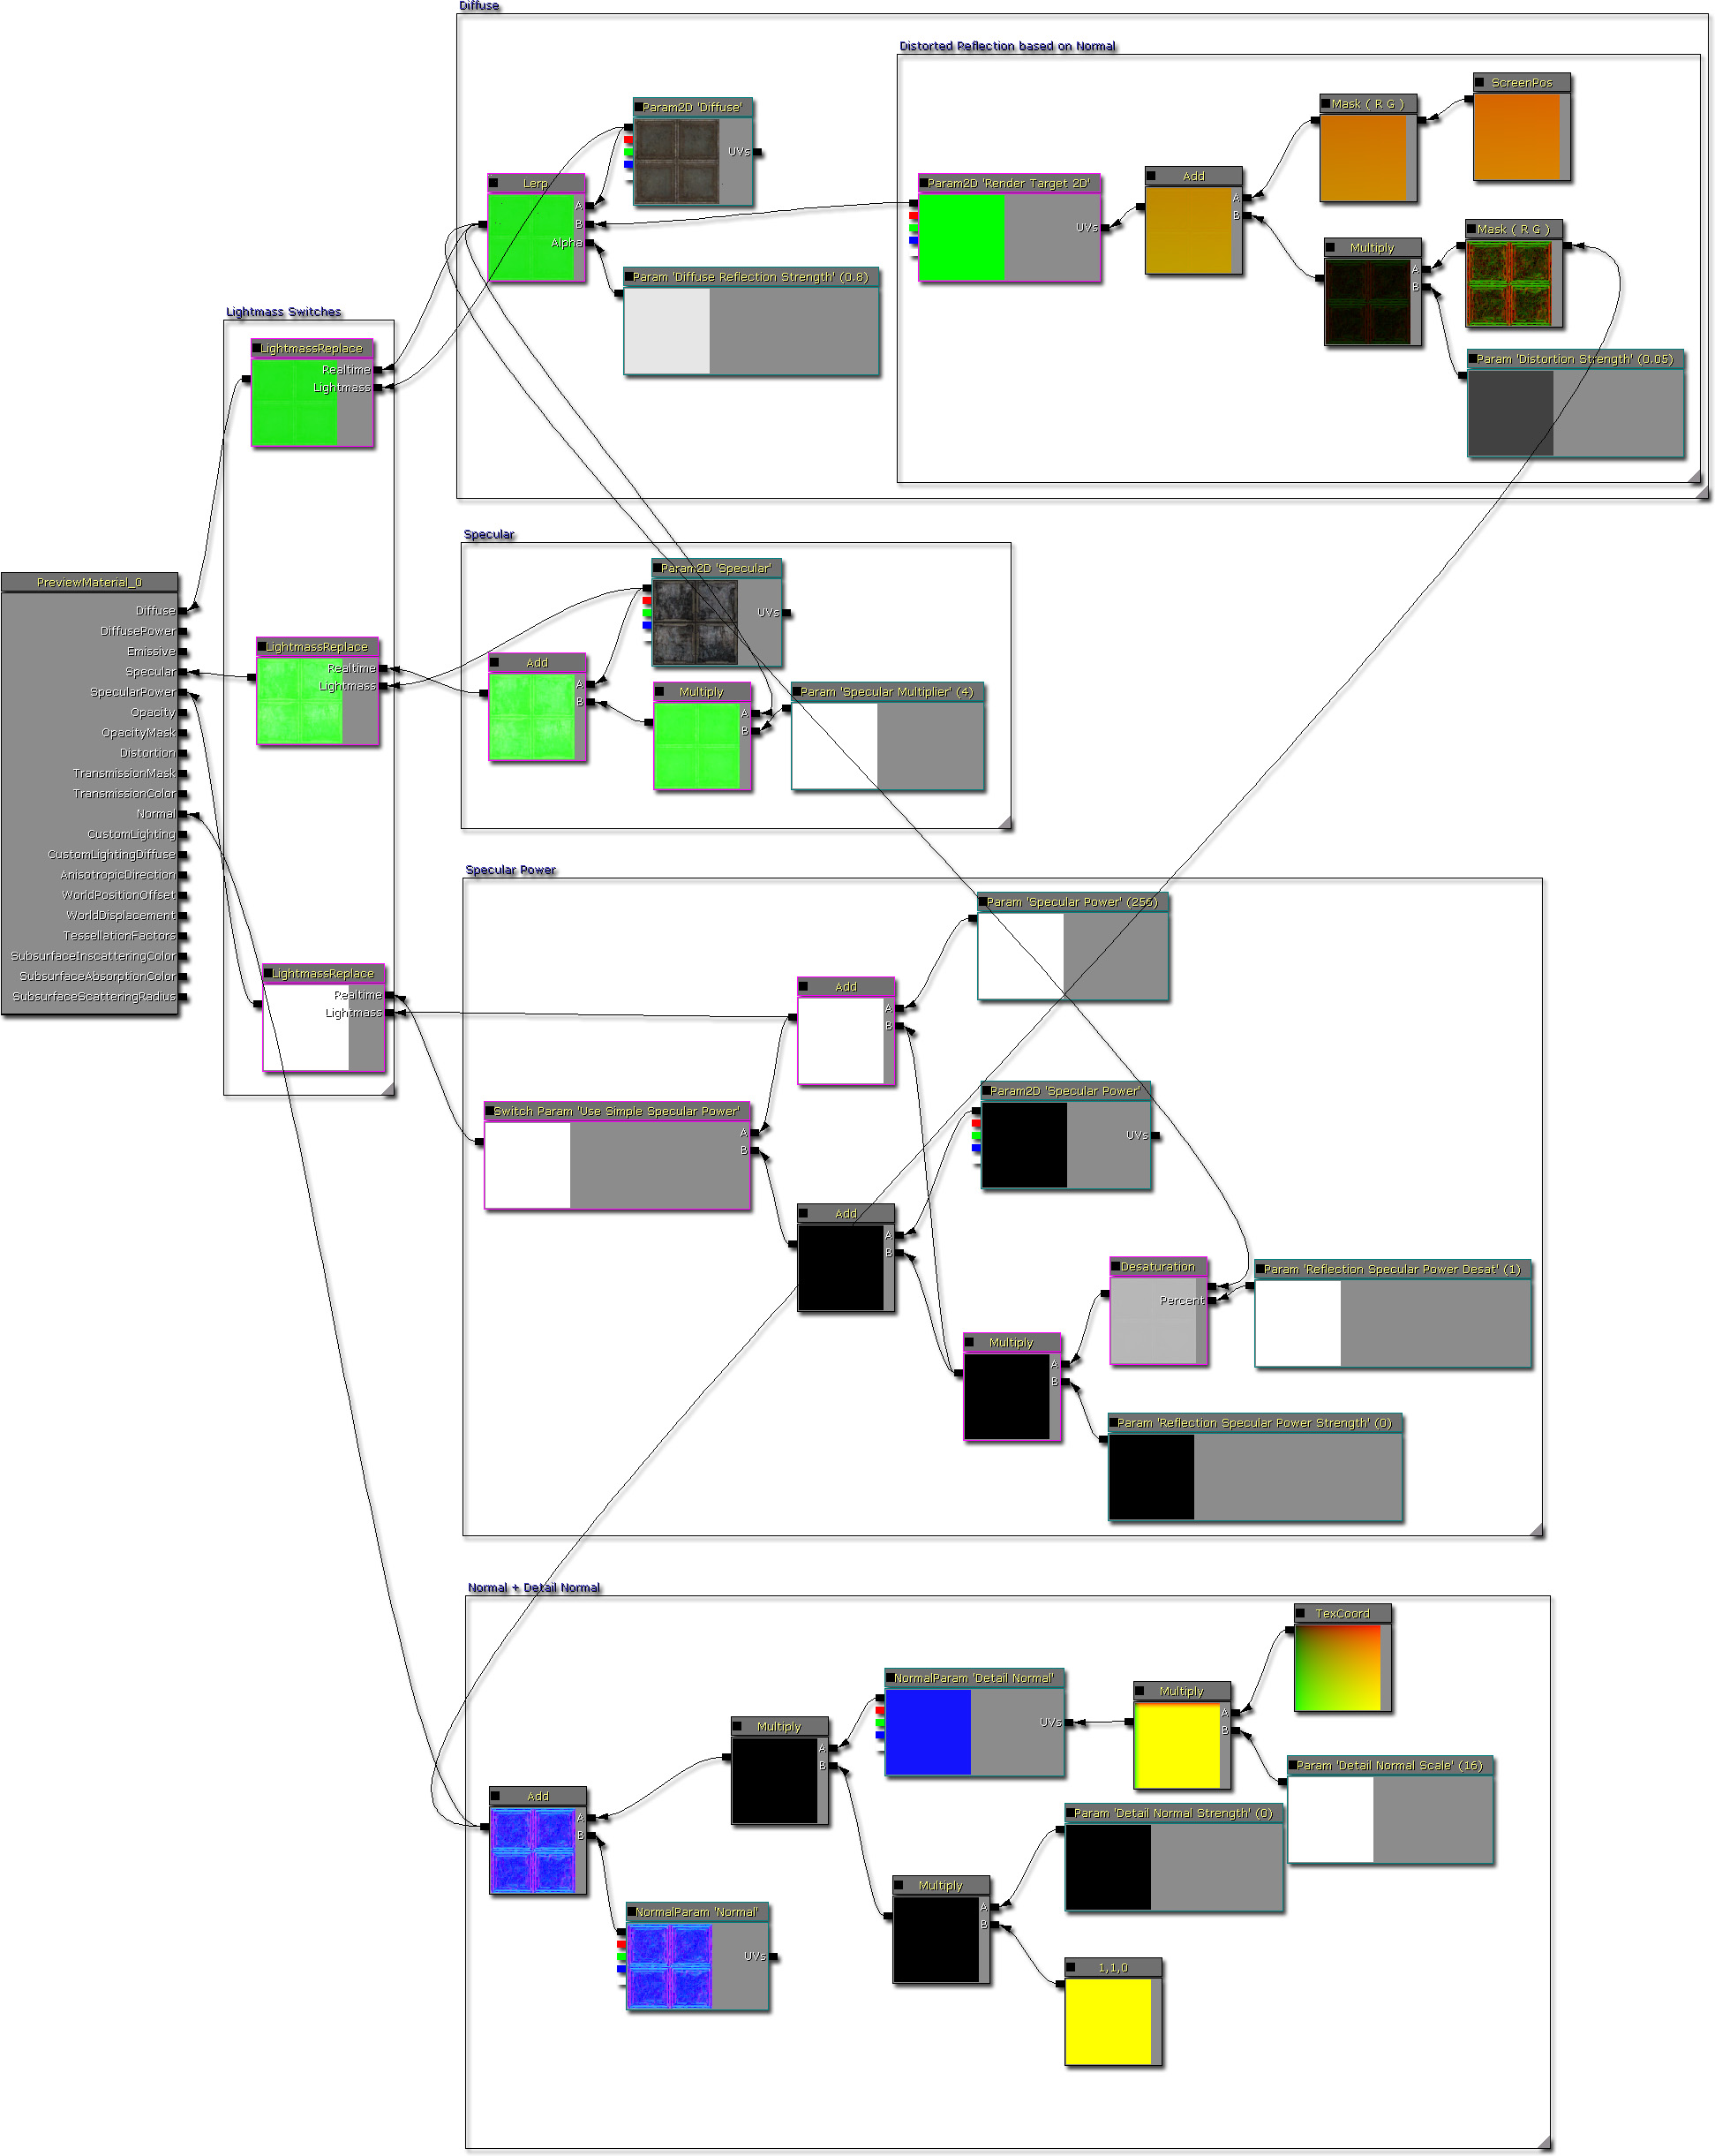 Diffuse
Distorted Reflection based on Normal
Param2D 'Diffuse'
UVs
ScreenPos
Mask ( R G )
Lerp
A
B
Alpha
Param2D 'Render Target 2D'
UVs
Add
A
B
Mask ( R G )
Multiply
A
B
Param 'Diffuse Reflection Strength' (0.8)
Param 'Distortion Strength' (0.05)
Lightmass Switches
LightmassReplace
Realtime
Lightmass
LightmassReplace
Realtime
Lightmass
LightmassReplace
Realtime
Lightmass
PreviewMaterial_0
Diffuse
DiffusePower
Emissive
Specular
SpecularPower
Opacity
OpacityMask
Distortion
TransmissionMask
TransmissionColor
Normal
CustomLighting
CustomLightingDiffuse
AnisotropicDirection
WorldPositionOffset
WorldDisplacement
TessellationFactors
SubsurfaceInscatteringColor
SubsurfaceAbsorptionColor
SubsurfaceScatteringRadius
Specular
Param2D 'Specular'
UVs
Add
A
B
Multiply
A
B
Param 'Specular Multiplier' (4)
Specular Power
Param 'Specular Power' (256)
Add
A
B
Param2D 'Specular Power'
UVs
Switch Param 'Use Simple Specular Power'
A
B
Add
A
B
Desaturation
Percent
Param 'Reflection Specular Power Desat' (1)
Multiply
A
B
Param 'Reflection Specular Power Strength' (0)
Normal + Detail Normal
TexCoord
NormalParam 'Detail Normal'
UVs
Multiply
A
B
Multiply
A
B
Param 'Detail Normal Scale' (16)
Add
A
B
Param 'Detail Normal Strength' (0)
Multiply
A
B
NormalParam 'Normal'
UVs
1,1,0